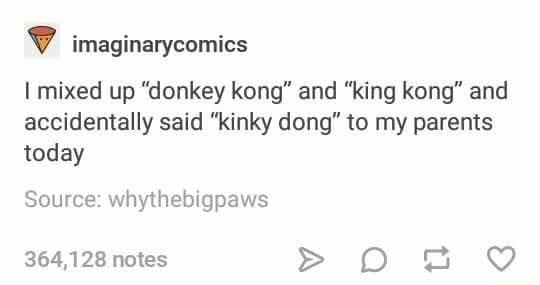 imaginarycomics
I mixed up “donkey kong” and “king kong” and
accidentally said “kinky dong” to my parents
today
Source: whythebigpaws
364,128 notes